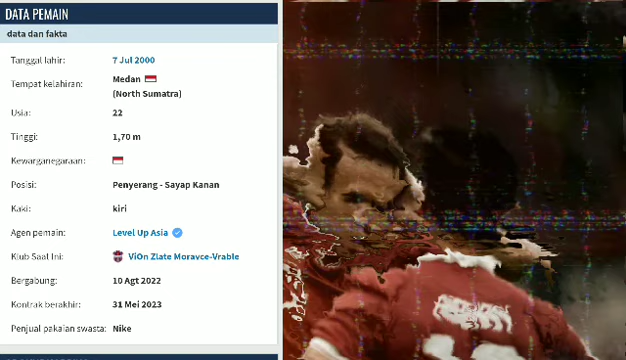 DATA PEMAIN
data dan fakta
Tanggal lahir: 7 Jul 2000
Tempat kelahiran: Medan
(North Sumatra)
Usia: 22
Tinggi: 1,70 m
Kewarganegaraan:
Posisi: Penyerang - Sayap Kanan
Kaki: kiri
Agen pemain: Level Up Asia
Klub Saat Ini: ViOn Zlate Moravce-Vrable
Bergabung: 10 Agt 2022
Kontrak berakhir: 31 Mei 2023
Penjual pakaian swasta: Nike